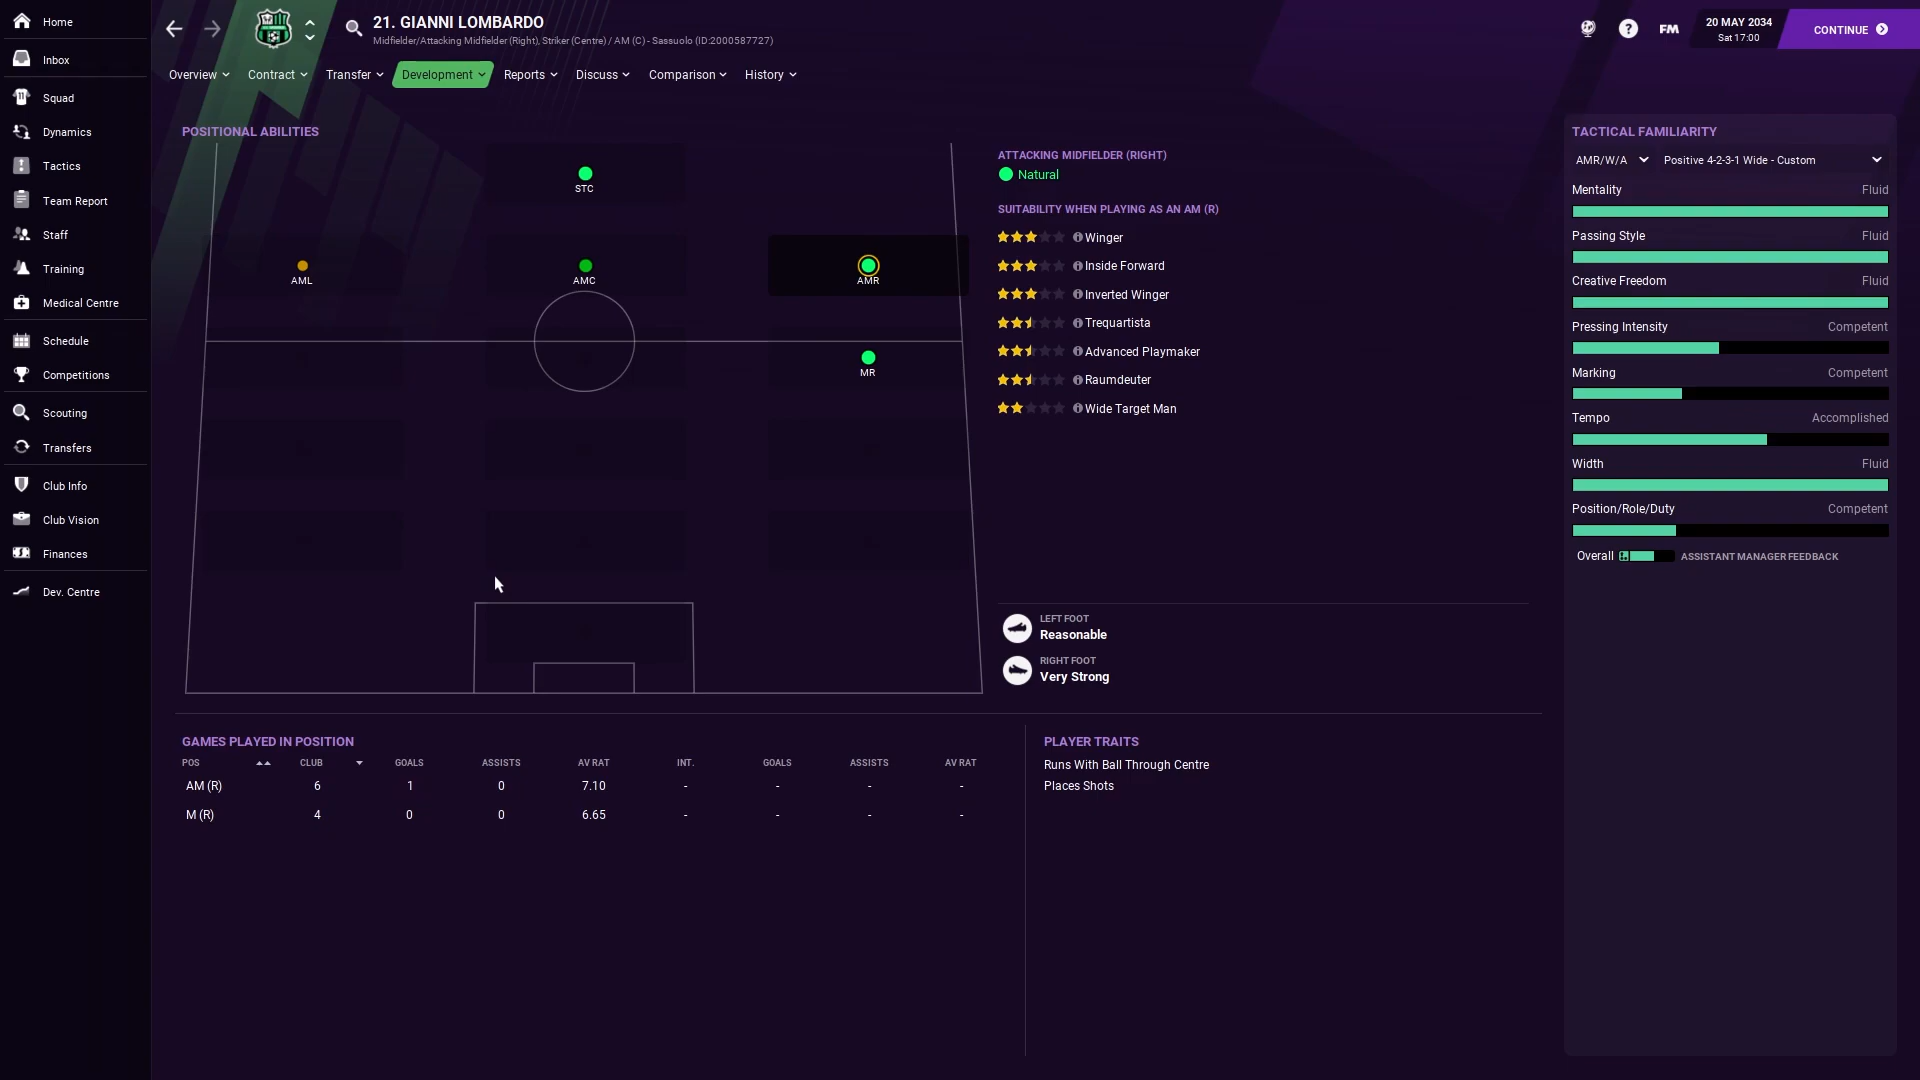 Home
Inbox
Squad
Dynamics
Tactics
Team Report
Staff
Training
Medical Centre
Schedule
Competitions
Scouting
Transfers
Club Info
Club Vision
Finances
Dev. Centre
21. GIANNI LOMBARDO
Midfielder/Attacking Midfielder (Right), Striker (Centre) / AM (C) - Sassuolo (ID:2000587727)
FM
20 MAY 2034
Sat 17:00
CONTINUE
Overview Contract Transfer Development Reports Discuss Comparison History
POSITIONAL ABILITIES
STC
AML AMC AMR
MR
ATTACKING MIDFIELDER (RIGHT)
Natural
SUITABILITY WHEN PLAYING AS AN AM (R)
Winger
Inside Forward
Inverted Winger
Trequartista
Advanced Playmaker
Raumdeuter
Wide Target Man
LEFT FOOT
Reasonable
RIGHT FOOT
Very Strong
TACTICAL FAMILIARITY
AMR/W/A Positive 4-2-3-1 Wide - Custom
Mentality Fluid
Passing Style Fluid
Creative Freedom Fluid
Pressing Intensity Competent
Marking Competent
Tempo Accomplished
Width Fluid
Position/Role/Duty Competent
Overall ASSISTANT MANAGER FEEDBACK
GAMES PLAYED IN POSITION
POS CLUB GOALS ASSISTS AV RAT INT. GOALS ASSISTS AV RAT
AM (R) 6 1 0 7.10 - - - -
M (R) 4 0 0 6.65 - - - -
PLAYER TRAITS
Runs With Ball Through Centre
Places Shots